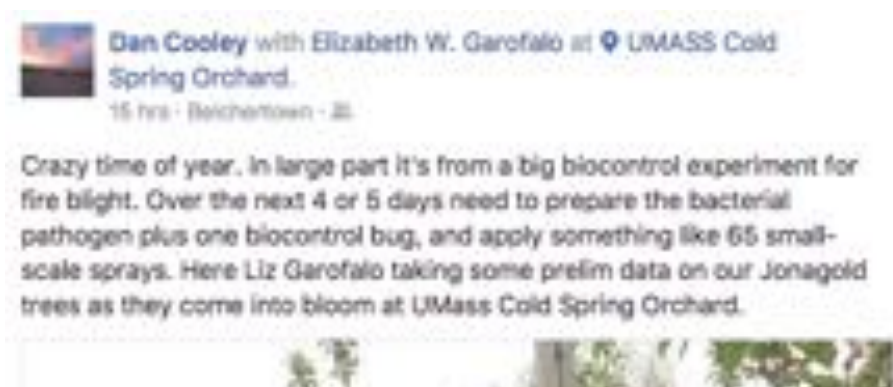 Dan Cooley with Elizabeth W. Garofalo at UMASS Cold
Spring Orchard.
15 hrs · Belchertown ·
Crazy time of year. In large part it's from a big biocontrol experiment for
fire blight. Over the next 4 or 5 days need to prepare the bacterial
pathogen plus one biocontrol bug, and apply something like 65 small-
scale sprays. Here Liz Garofalo taking some prelim data on our Jonagold
trees as they come into bloom at UMass Cold Spring Orchard.